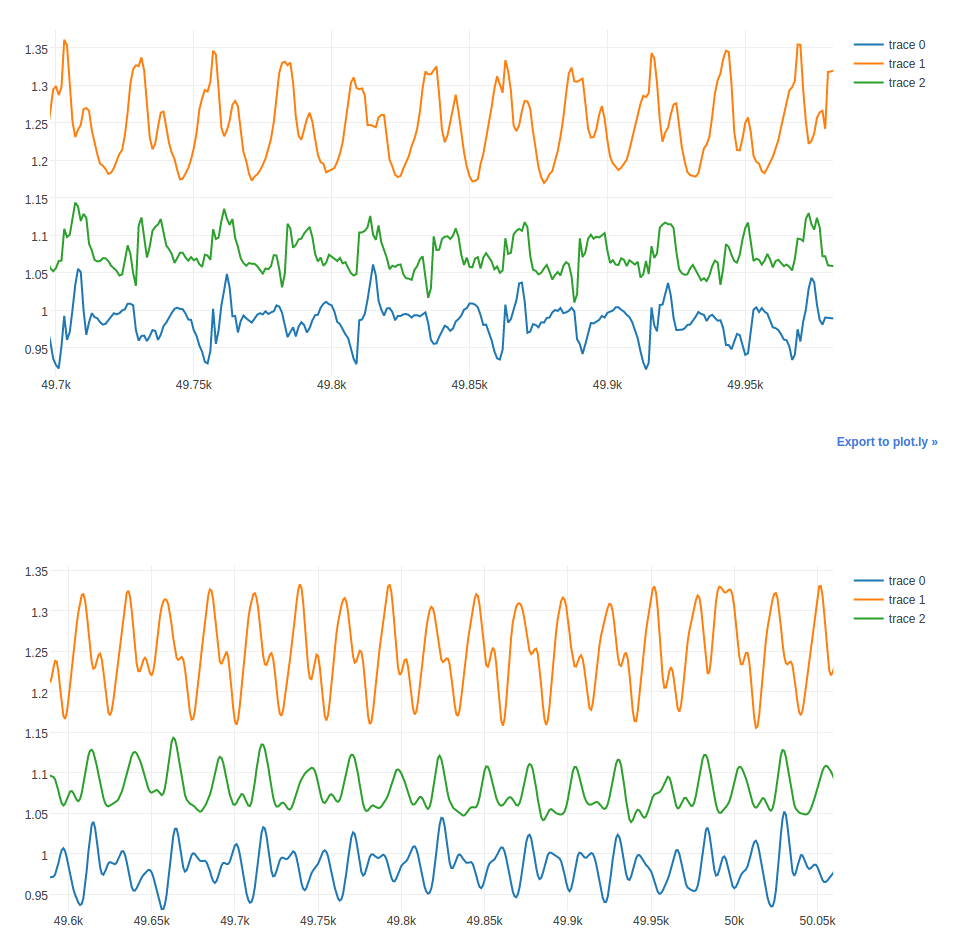 1.35
1.3
1.25
1.2
1.15
1.1
1.05
1
0.95
49.7k 49.75k 49.8k 49.85k 49.9k 49.95k
trace 0
trace 1
trace 2
Export to plot.ly »
1.35
1.3
1.25
1.2
1.15
1.1
1.05
1
0.95
49.6k 49.65k 49.7k 49.75k 49.8k 49.85k 49.9k 49.95k 50k 50.05k
trace 0
trace 1
trace 2